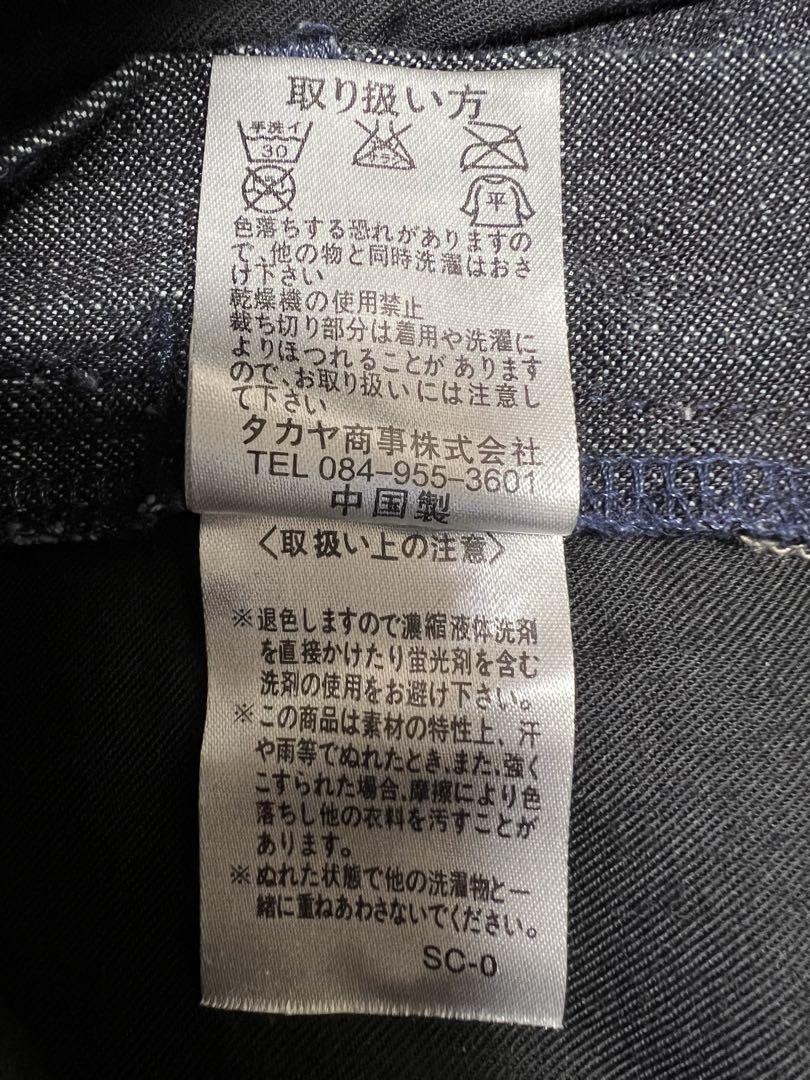 取り扱い方
手洗イ
30
平
色落ちする恐れがありますの
で、他の物と同時洗濯はおさ
け下さい
乾燥機の使用禁止
裁ち切り部分は着用や洗濯に
よりほつれることが あります
ので、お取り扱いには注意し
て下さい
タカヤ商事株式会社
TEL 084-955-3601
中国製
〈取扱い上の注意〉
※退色しますので濃縮液体洗剤
を直接かけたり蛍光剤を含む
洗剤の使用をお避け下さい。
※この商品は素材の特性上、汗
や雨等でぬれたとき、また、強く
こすられた場合、摩擦により色
落ちし他の衣料を汚すことが
あります。
※ぬれた状態で他の洗濯物と一
緒に重ねあわさないでください。
SC-0